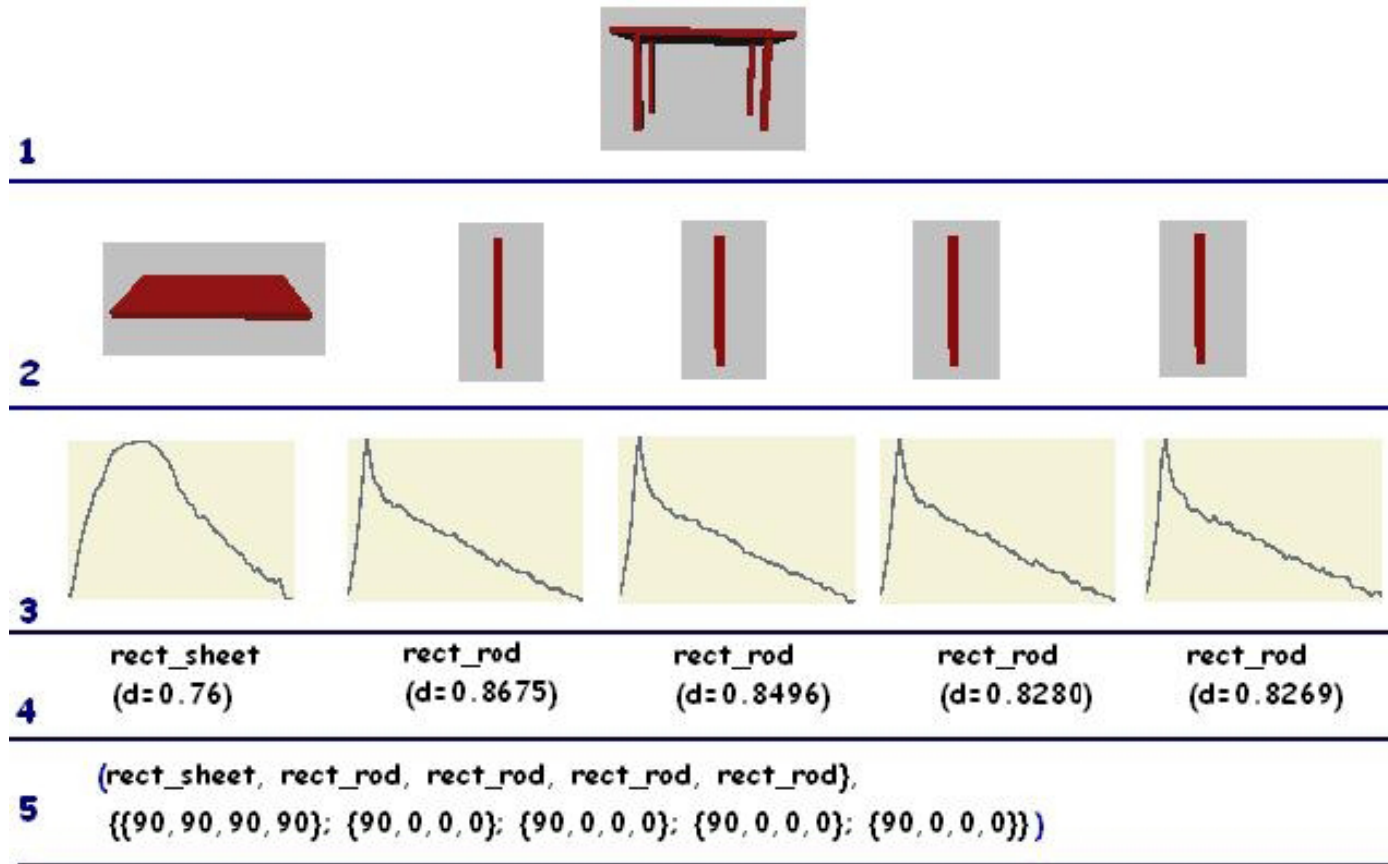 1
2
3
rect_sheet rect_rod rect_rod rect_rod rect_rod
(d=0.76) (d=0.8675) (d=0.8496) (d=0.8280) (d=0.8269)
4
(rect_sheet, rect_rod, rect_rod, rect_rod, rect_rod},
5
{{90,90,90,90}; {90,0,0,0}; {90,0,0,0}; {90,0,0,0}; {90,0,0,0}})